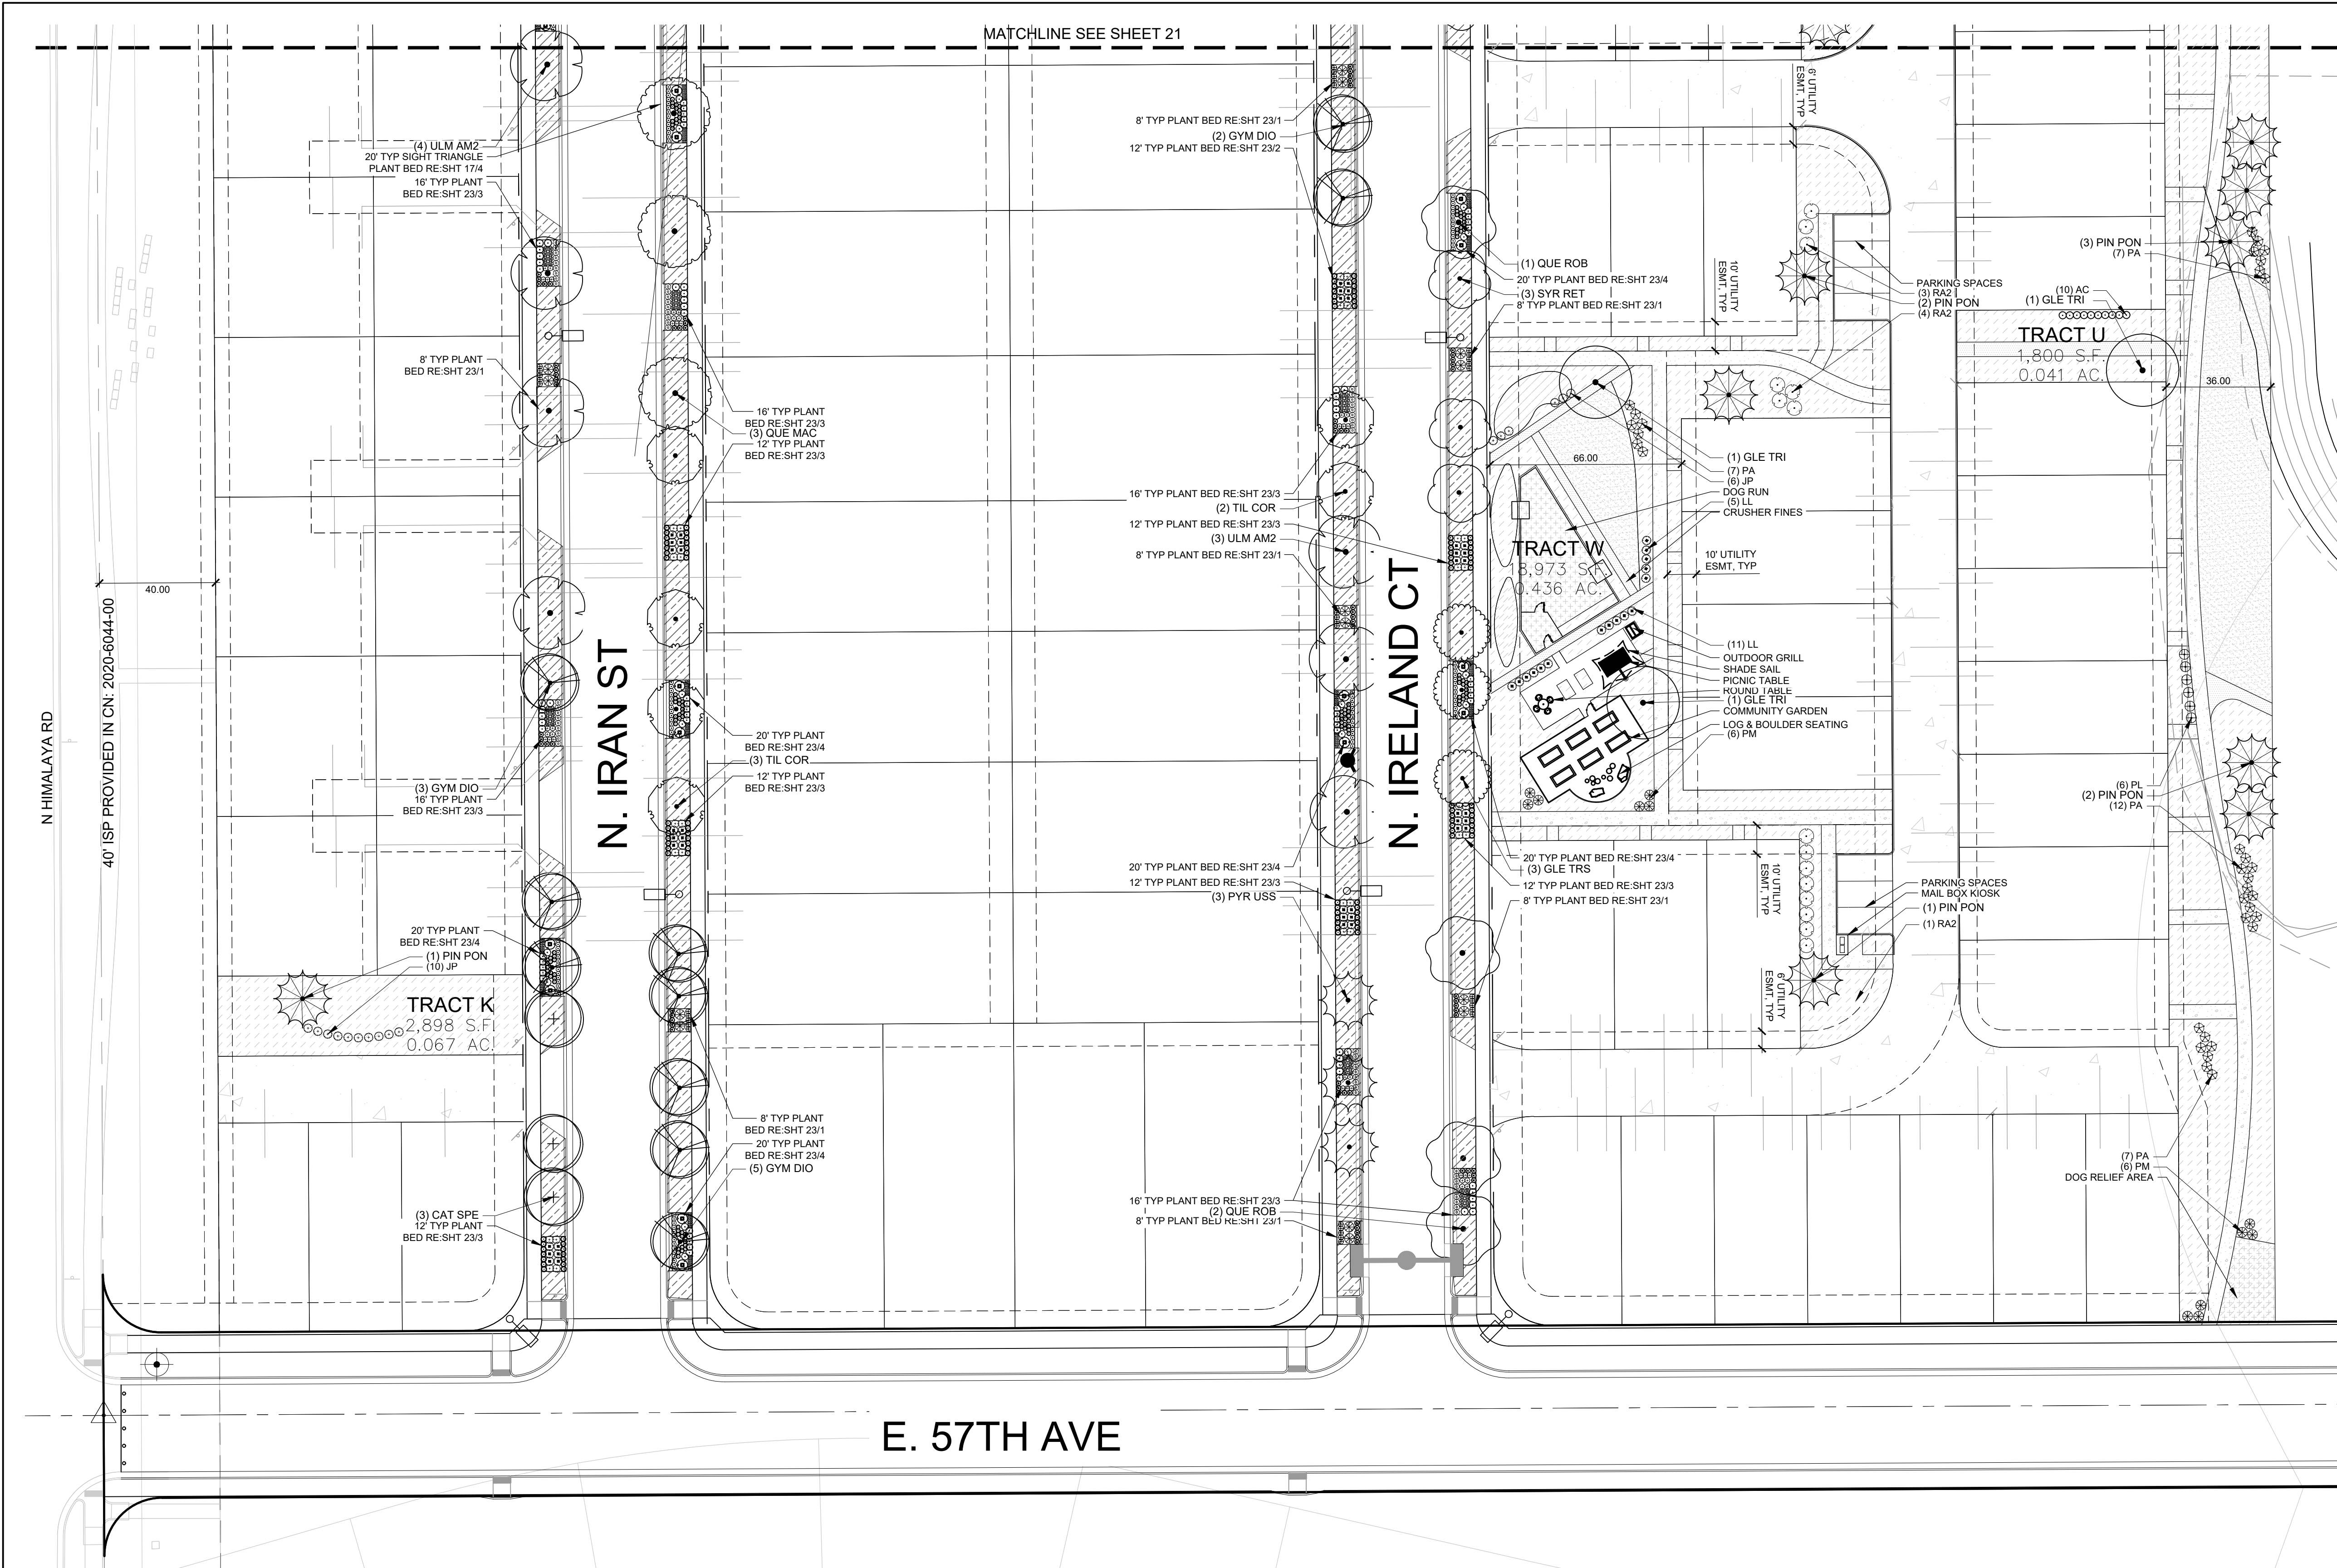 MATCHLINE SEE SHEET 21
N HIMALAYA RD
40' ISP PROVIDED IN CN: 2020-6044-00
40.00
(4) ULM AM2
20' TYP SIGHT TRIANGLE
PLANT BED RE:SHT 17/4
16' TYP PLANT
BED RE:SHT 23/3
8' TYP PLANT
BED RE:SHT 23/1
(3) GYM DIO
16' TYP PLANT
BED RE:SHT 23/3
20' TYP PLANT
BED RE:SHT 23/4
(1) PIN PON
(10) JP
TRACT K
2,898 S.F.
0.067 AC.
(3) CAT SPE
12' TYP PLANT
BED RE:SHT 23/3
N. IRAN ST
16' TYP PLANT
BED RE:SHT 23/3
(3) QUE MAC
12' TYP PLANT
BED RE:SHT 23/3
20' TYP PLANT
BED RE:SHT 23/4
(3) TIL COR
12' TYP PLANT
BED RE:SHT 23/3
8' TYP PLANT
BED RE:SHT 23/1
20' TYP PLANT
BED RE:SHT 23/4
(5) GYM DIO
8' TYP PLANT BED RE:SHT 23/1
(2) GYM DIO
12' TYP PLANT BED RE:SHT 23/2
16' TYP PLANT BED RE:SHT 23/3
(2) TIL COR
12' TYP PLANT BED RE:SHT 23/3
(3) ULM AM2
8' TYP PLANT BED RE:SHT 23/1
20' TYP PLANT BED RE:SHT 23/4
12' TYP PLANT BED RE:SHT 23/3
(3) PYR USS
16' TYP PLANT BED RE:SHT 23/3
(2) QUE ROB
8' TYP PLANT BED RE:SHT 23/1
N. IRELAND CT
(1) QUE ROB
20' TYP PLANT BED RE:SHT 23/4
(3) SYR RET
8' TYP PLANT BED RE:SHT 23/1
6' UTILITY
ESMT, TYP
10' UTILITY
ESMT, TYP
PARKING SPACES
(3) RA2
(2) PIN PON
(4) RA2
66.00
(1) GLE TRI
(7) PA
(6) JP
DOG RUN
(5) LL
CRUSHER FINES
TRACT W
18,973 S.F.
0.436 AC.
10' UTILITY
ESMT, TYP
(11) LL
OUTDOOR GRILL
SHADE SAIL
PICNIC TABLE
ROUND TABLE
(1) GLE TRI
COMMUNITY GARDEN
LOG & BOULDER SEATING
(6) PM
20' TYP PLANT BED RE:SHT 23/4
(3) GLE TRS
12' TYP PLANT BED RE:SHT 23/3
8' TYP PLANT BED RE:SHT 23/1
10' UTILITY
ESMT, TYP
6' UTILITY
ESMT, TYP
PARKING SPACES
MAIL BOX KIOSK
(1) PIN PON
(1) RA2
(3) PIN PON
(7) PA
(10) AC
(1) GLE TRI
TRACT U
1,800 S.F.
0.041 AC.
36.00
(6) PL
(2) PIN PON
(12) PA
(7) PA
(6) PM
DOG RELIEF AREA
E. 57TH AVE